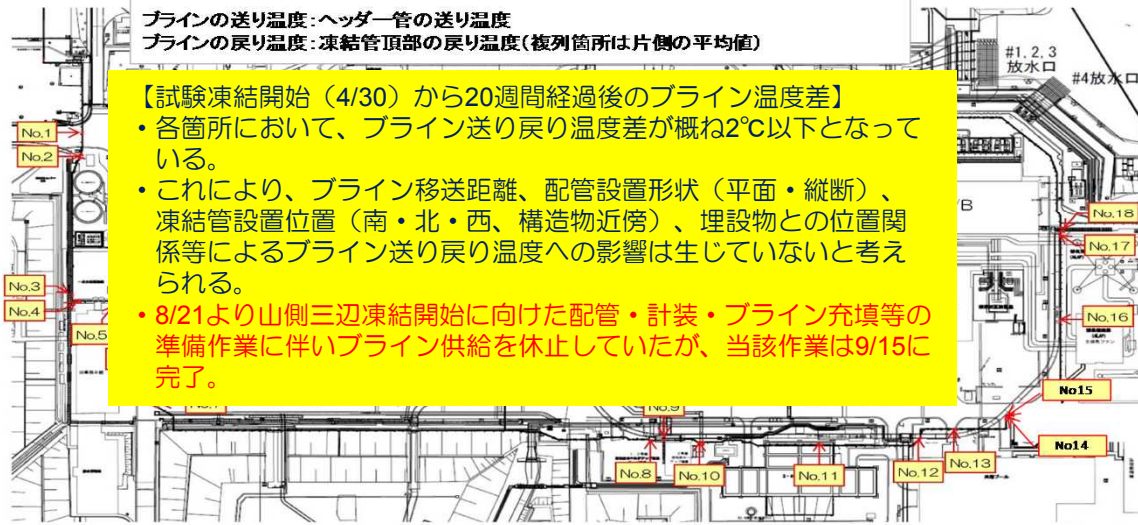 ブラインの送り温度:ヘッダー管の送り温度
ブラインの戻り温度:凍結管頂部の戻り温度(複列箇所は片側の平均値)
#1, 2, 3
放水口
#4放水口
【試験凍結開始（4/30）から20週間経過後のブライン温度差】
・各箇所において、ブライン送り戻り温度差が概ね2℃以下となって
いる。
・これにより、ブライン移送距離、配管設置形状（平面・縦断）、
凍結管設置位置（南・北・西、構造物近傍）、埋設物との位置関
係等によるブライン送り戻り温度への影響は生じていないと考え
られる。
・8/21より山側三辺凍結開始に向けた配管・計装・ブライン充填等の
準備作業に伴いブライン供給を休止していたが、当該作業は9/15に
完了。
No.1
No.2
No.3
No.4
No.5
No.8
No.9
No.10
No.11
No.12
No.13
No14
No15
No.16
No.17
No.18